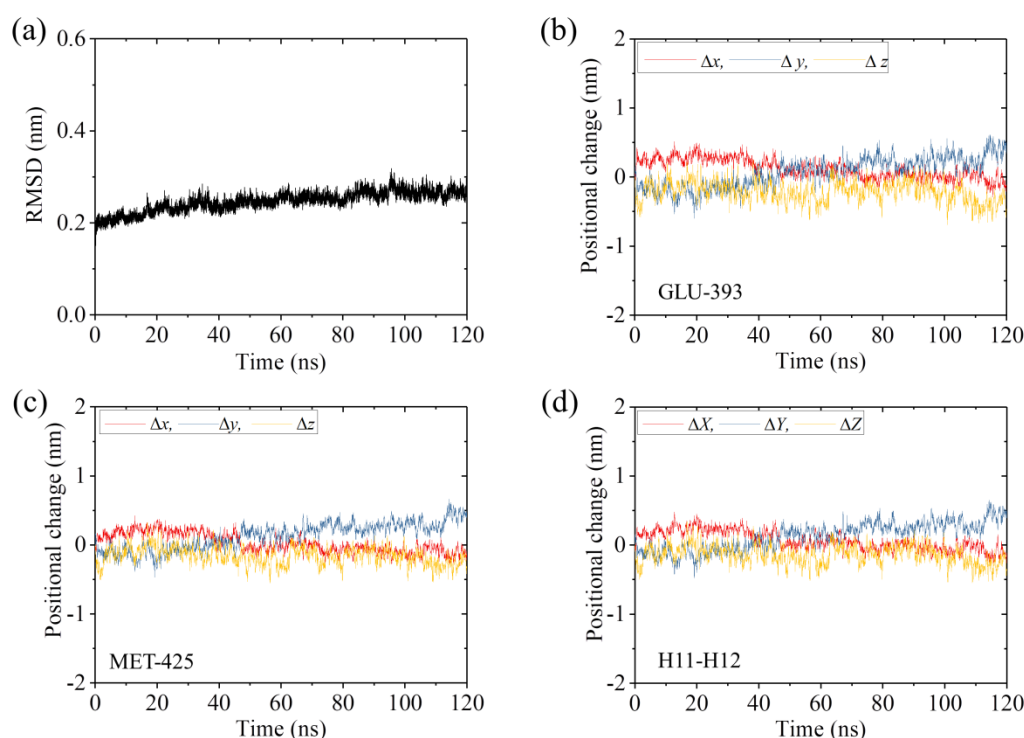 (a)
0.6
0.4
0.2
0.0
RMSD (nm)
0 20 40 60 80 100 120
Time (ns)
(b)
2
1
0
-1
-2
Positional change (nm)
Δx, Δ y, Δ z
GLU-393
0 20 40 60 80 100 120
Time (ns)
(c)
2
1
0
-1
-2
Positional change (nm)
Δx, Δy, Δz
MET-425
0 20 40 60 80 100 120
Time (ns)
(d)
2
1
0
-1
-2
Positional change (nm)
ΔX, ΔY, ΔZ
H11-H12
0 20 40 60 80 100 120
Time (ns)